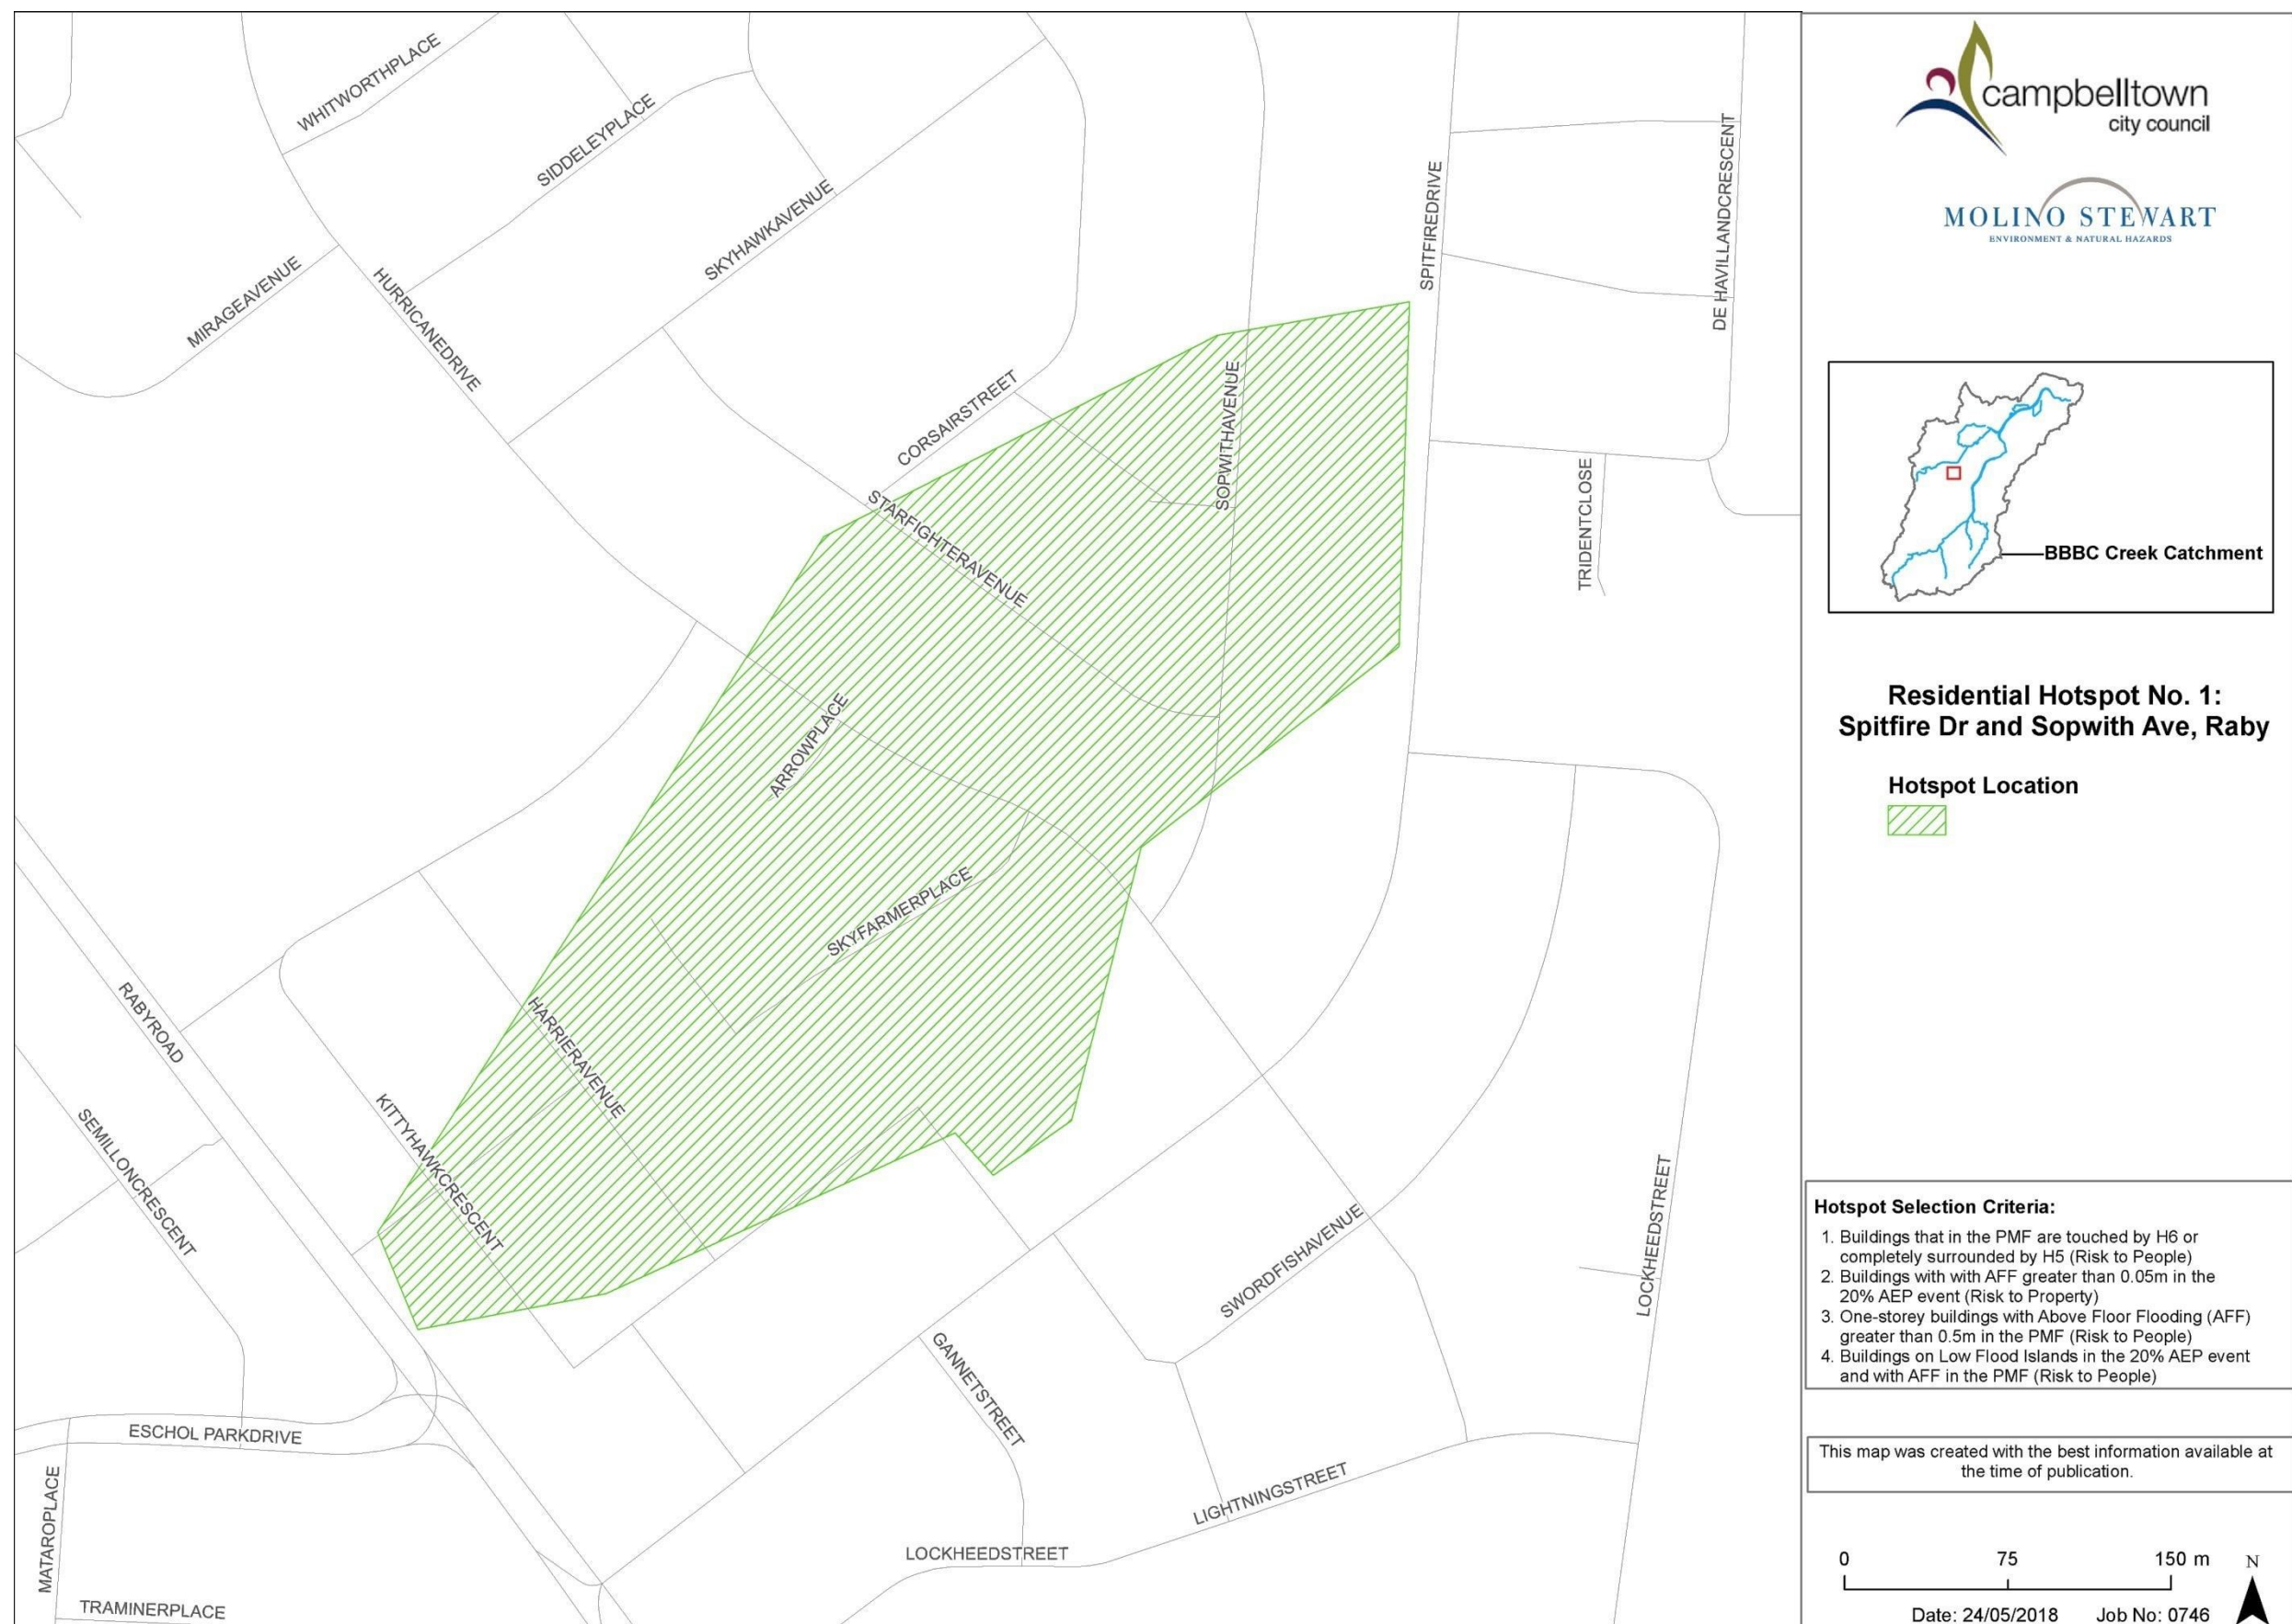 WHITWORTHPLACE
SIDDELEYPLACE
SKYHAWKAVENUE
MIRAGEAVENUE
HURRICANEDRIVE
CORSAIRSTREET
SOPWITHAVENUE
SPITFIREDRIVE
DE HAVILLANDCRESCENT
TRIDENTCLOSE
STARFIGHTERAVENUE
ARROWPLACE
SKYFARMERPLACE
HARRIERAVENUE
KITTYHAWKCRESCENT
RABYROAD
SEMILLONCRESCENT
ESCHOL PARKDRIVE
MATAROPLACE
TRAMINERPLACE
GANNETSTREET
SWORDFISHAVENUE
LOCKHEEDSTREET
LIGHTNINGSTREET
LOCKHEEDSTREET
campbelltown
city council
MOLINO STEWART
ENVIRONMENT & NATURAL HAZARDS
BBBC Creek Catchment
Residential Hotspot No. 1:
Spitfire Dr and Sopwith Ave, Raby
Hotspot Location
Hotspot Selection Criteria:
1. Buildings that in the PMF are touched by H6 or
completely surrounded by H5 (Risk to People)
2. Buildings with with AFF greater than 0.05m in the
20% AEP event (Risk to Property)
3. One-storey buildings with Above Floor Flooding (AFF)
greater than 0.5m in the PMF (Risk to People)
4. Buildings on Low Flood Islands in the 20% AEP event
and with AFF in the PMF (Risk to People)
This map was created with the best information available at
the time of publication.
0 75 150 m N
Date: 24/05/2018 Job No: 0746